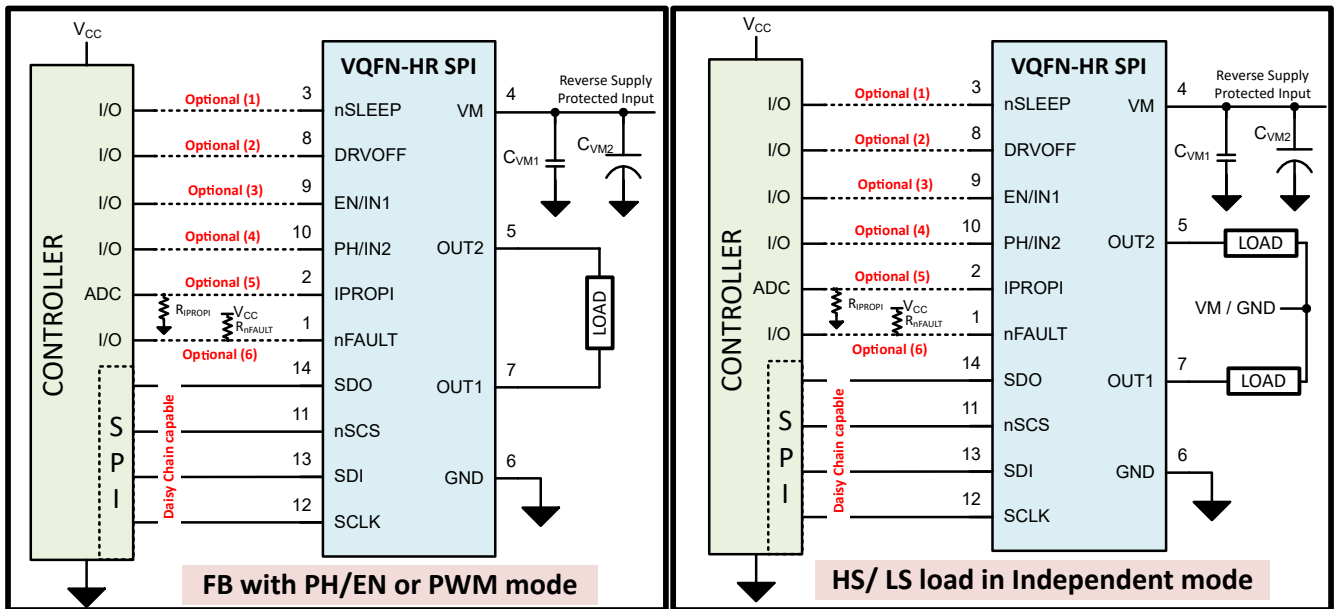 VCC
CONTROLLER
I/O
I/O
I/O
I/O
ADC
I/O
SPI
Optional (1)
Optional (2)
Optional (3)
Optional (4)
Optional (5)
RIPROPI
VCC
RnFAULT
Optional (6)
Daisy Chain capable
3
8
9
10
2
1
14
11
13
12
VQFN-HR SPI
nSLEEP
DRVOFF
EN/IN1
PH/IN2
IPROPI
nFAULT
SDO
nSCS
SDI
SCLK
VM
OUT2
OUT1
GND
4
5
7
6
Reverse Supply
Protected Input
CVM1
CVM2
LOAD
FB with PH/EN or PWM mode
VCC
CONTROLLER
I/O
I/O
I/O
I/O
ADC
I/O
SPI
Optional (1)
Optional (2)
Optional (3)
Optional (4)
Optional (5)
RIPROPI
VCC
RnFAULT
Optional (6)
Daisy Chain capable
3
8
9
10
2
1
14
11
13
12
VQFN-HR SPI
nSLEEP
DRVOFF
EN/IN1
PH/IN2
IPROPI
nFAULT
SDO
nSCS
SDI
SCLK
VM
OUT2
OUT1
GND
4
5
7
6
Reverse Supply
Protected Input
CVM1
CVM2
LOAD
VM / GND
LOAD
HS/ LS load in Independent mode